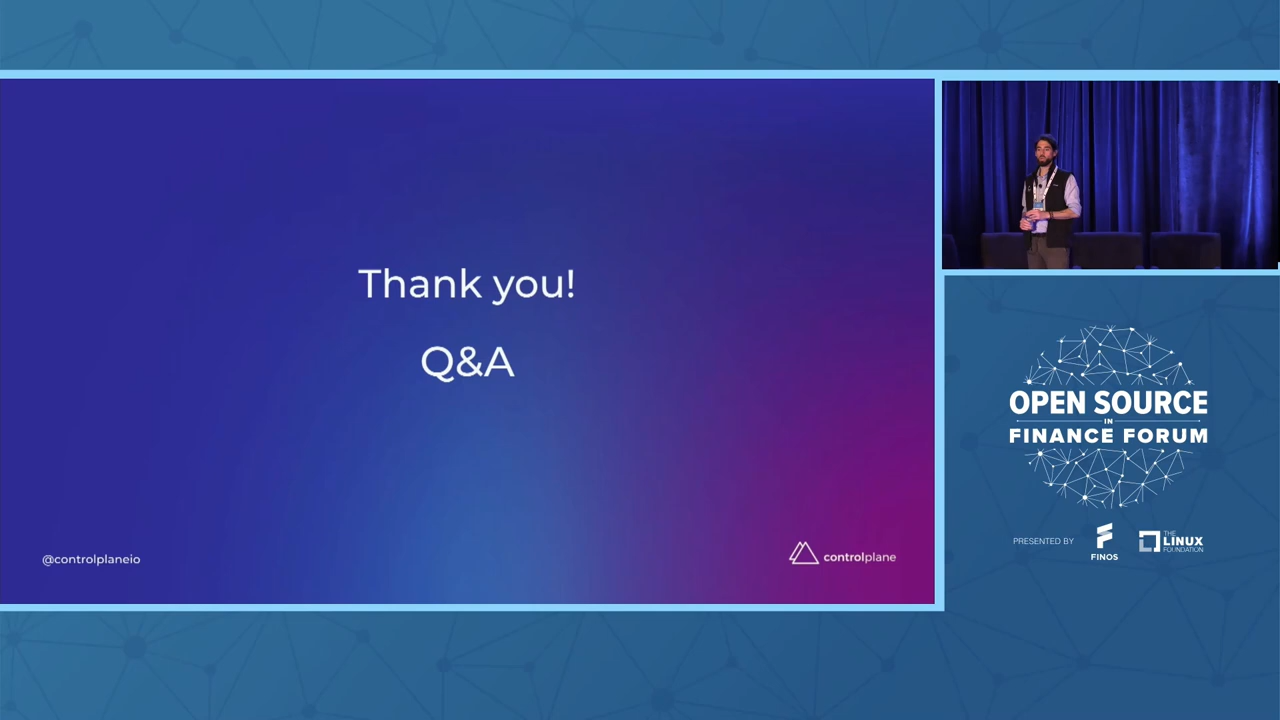 Thank you!
Q&A
@controlplaneio
controlplane
OPEN SOURCE
IN
FINANCE FORUM
PRESENTED BY
FINOS
THE
LINUX
FOUNDATION